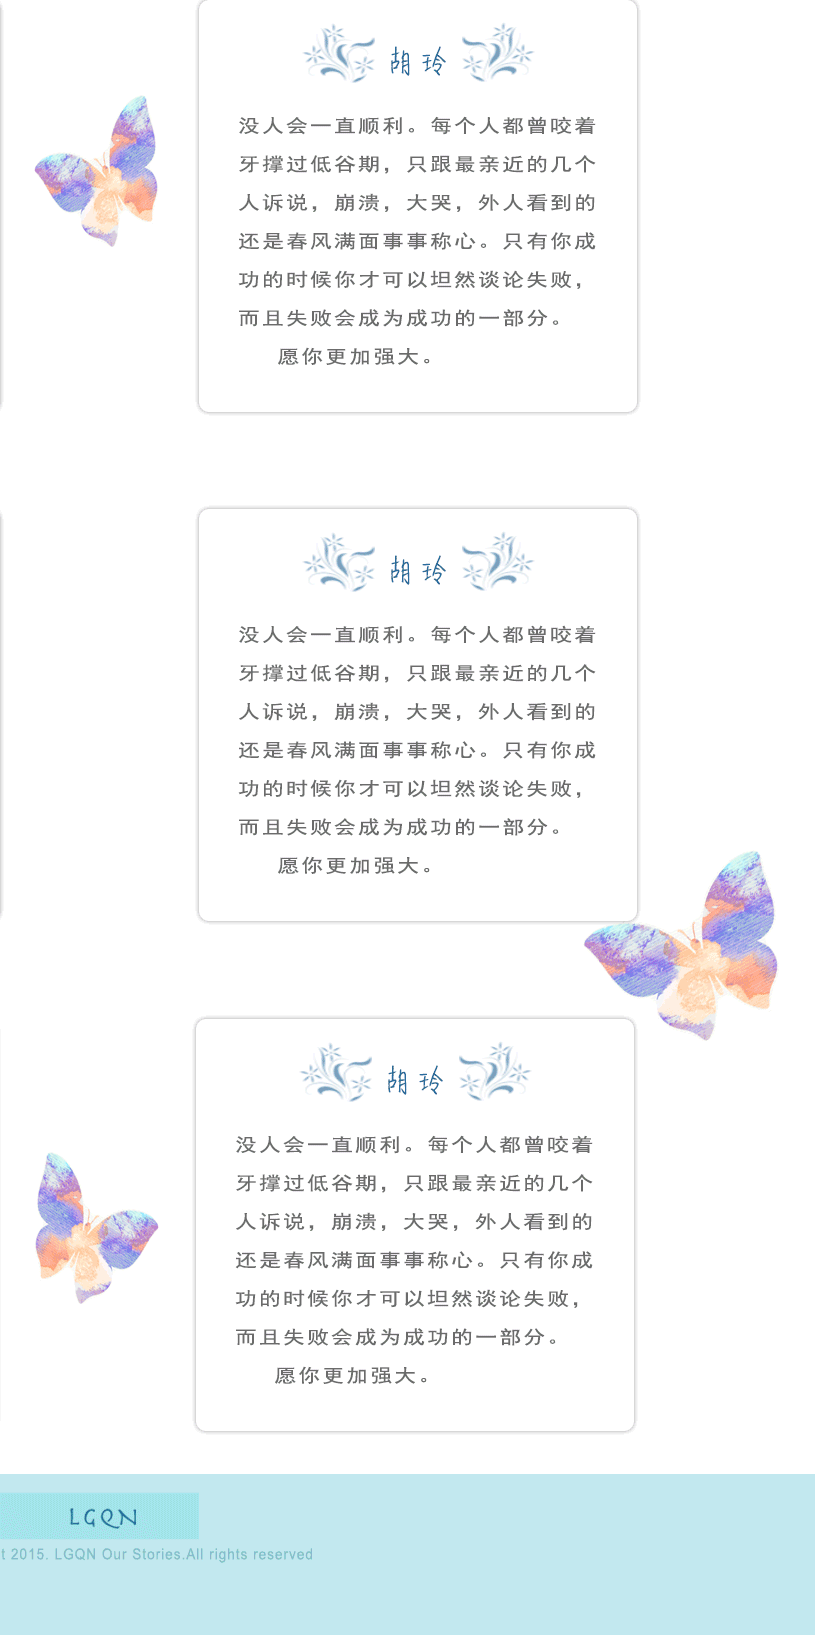 胡玲
没人会一直顺利。每个人都曾咬着
牙撑过低谷期，只跟最亲近的几个
人诉说，崩溃，大哭，外人看到的
还是春风满面事事称心。只有你成
功的时候你才可以坦然谈论失败，
而且失败会成为成功的一部分。
愿你更加强大。
胡玲
没人会一直顺利。每个人都曾咬着
牙撑过低谷期，只跟最亲近的几个
人诉说，崩溃，大哭，外人看到的
还是春风满面事事称心。只有你成
功的时候你才可以坦然谈论失败，
而且失败会成为成功的一部分。
愿你更加强大。
胡玲
没人会一直顺利。每个人都曾咬着
牙撑过低谷期，只跟最亲近的几个
人诉说，崩溃，大哭，外人看到的
还是春风满面事事称心。只有你成
功的时候你才可以坦然谈论失败，
而且失败会成为成功的一部分。
愿你更加强大。
LGQN
t 2015. LGQN Our Stories.All rights reserved